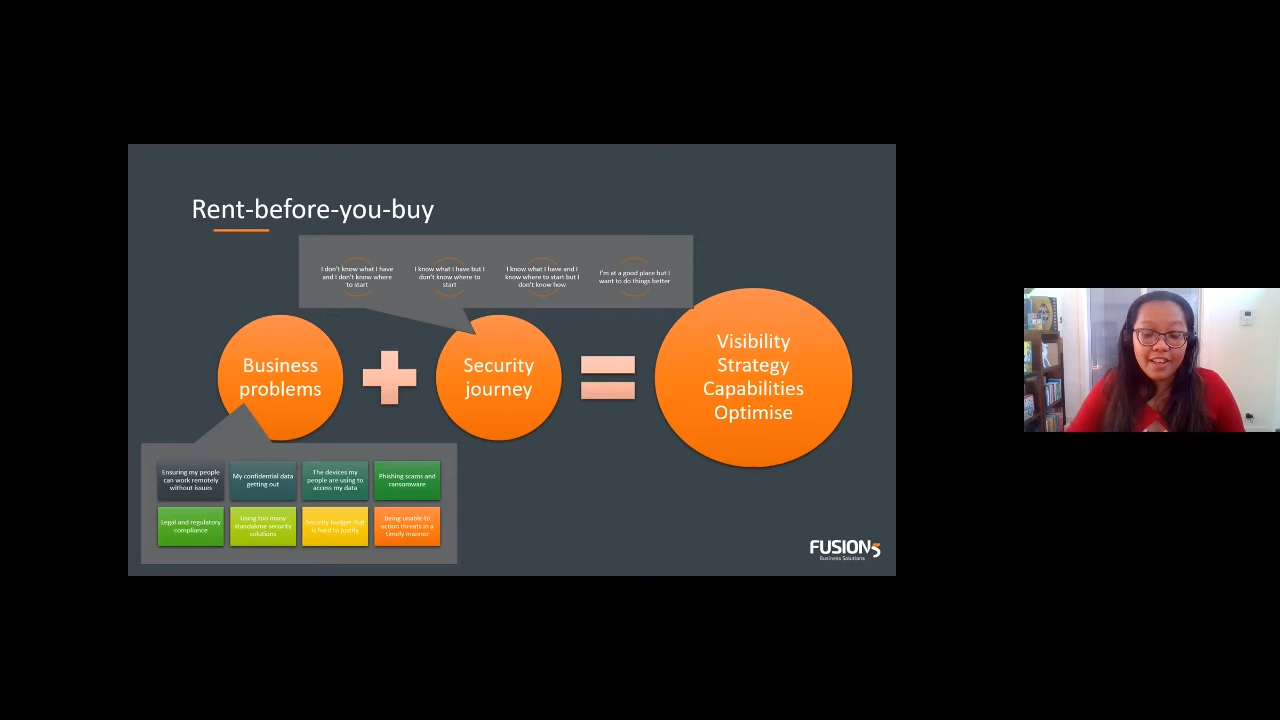 Rent-before-you-buy
I don't know what I have
and I don't know where
to start
I know what i have but I
don't know where to
start
I know what I have and i
know where to start but I
don't know how
I'm at a good place but I
want to do things better
Business
problems
Security
journey
Visibility
Strategy
Capabilities
Optimise
Ensuring my people
can work remotely
without issues
My confidential data
getting out
The devices my
people are using to
access my data
Phishing scams and
ransomware
Legal and regulatory
compliance
Using too many
standalone security
solutions
Security budget that
is hard to justify
Being unable to
action threats in a
timely manner
FUSION5
Business Solutions